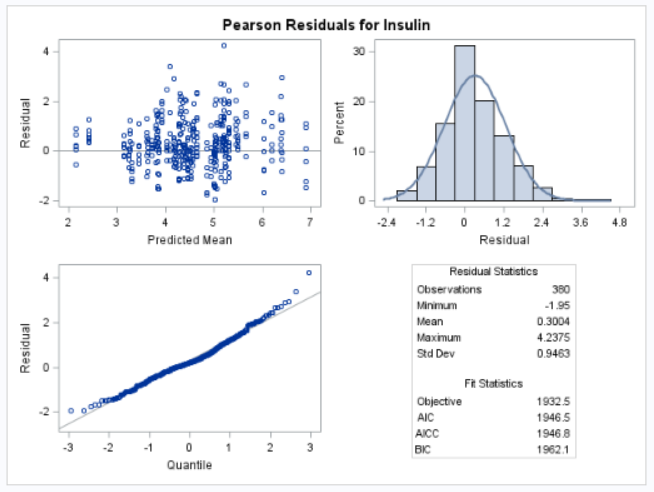 Pearson Residuals for Insulin
4
2
0
-2
Residual
2 3 4 5 6 7
Predicted Mean
30
20
10
0
Percent
-2.4 -1.2 0 1.2 2.4 3.6 4.8
Residual
4
2
0
-2
Residual
-3 -2 -1 0 1 2 3
Quantile
Residual Statistics
Observations 380
Minimum -1.95
Mean 0.3004
Maximum 4.2375
Std Dev 0.9463
Fit Statistics
Objective 1932.5
AIC 1946.5
AICC 1946.8
BIC 1962.1